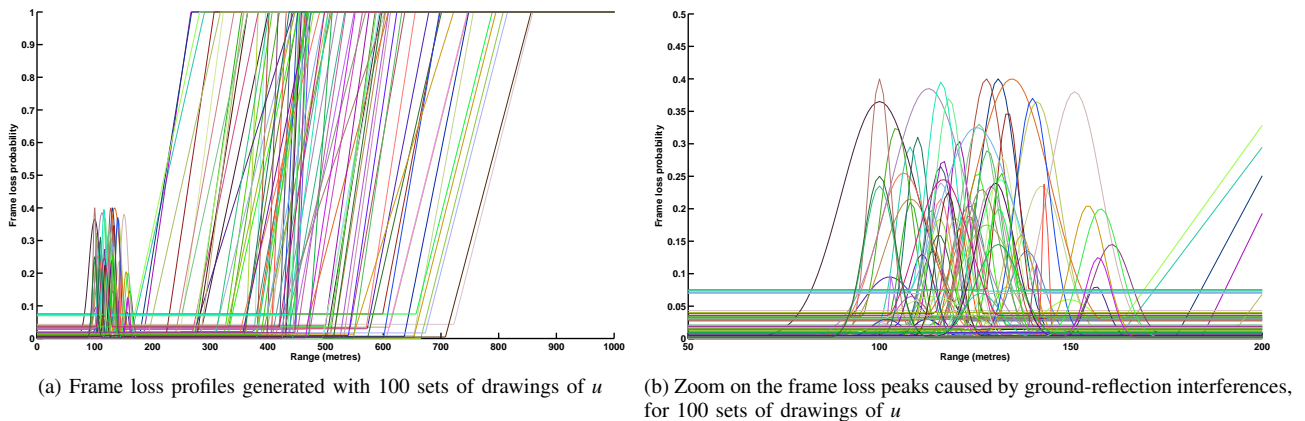 1
0.9
0.8
0.7
0.6
0.5
0.4
0.3
0.2
0.1
0
Frame loss probability
0 100 200 300 400 500 600 700 800 900 1000
Range (metres)
(a) Frame loss profiles generated with 100 sets of drawings of u
0.5
0.45
0.4
0.35
0.3
0.25
0.2
0.15
0.1
0.05
0
Frame loss probability
50 100 150 200
Range (metres)
(b) Zoom on the frame loss peaks caused by ground-reflection interferences,
for 100 sets of drawings of u